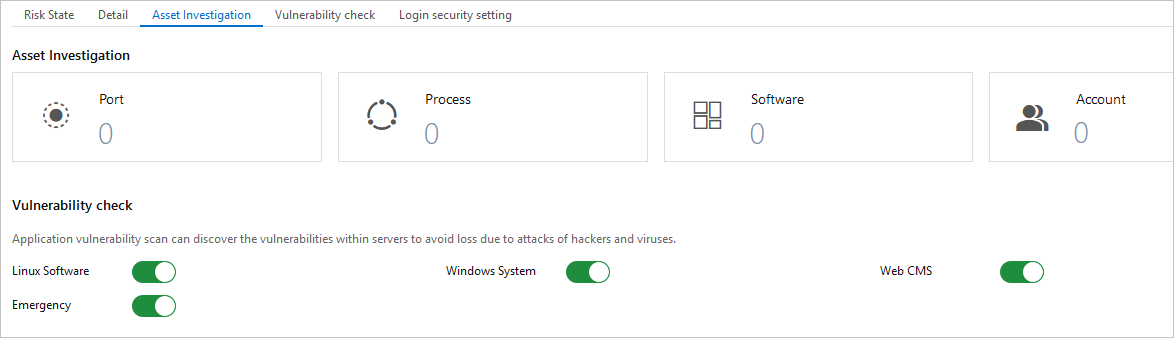 Risk State Detail Asset Investigation Vulnerability check Login security setting
Asset Investigation
Port Process Software Account
0 0 0 0
Vulnerability check
Application vulnerability scan can discover the vulnerabilities within servers to avoid loss due to attacks of hackers and viruses.
Linux Software Windows System Web CMS
Emergency